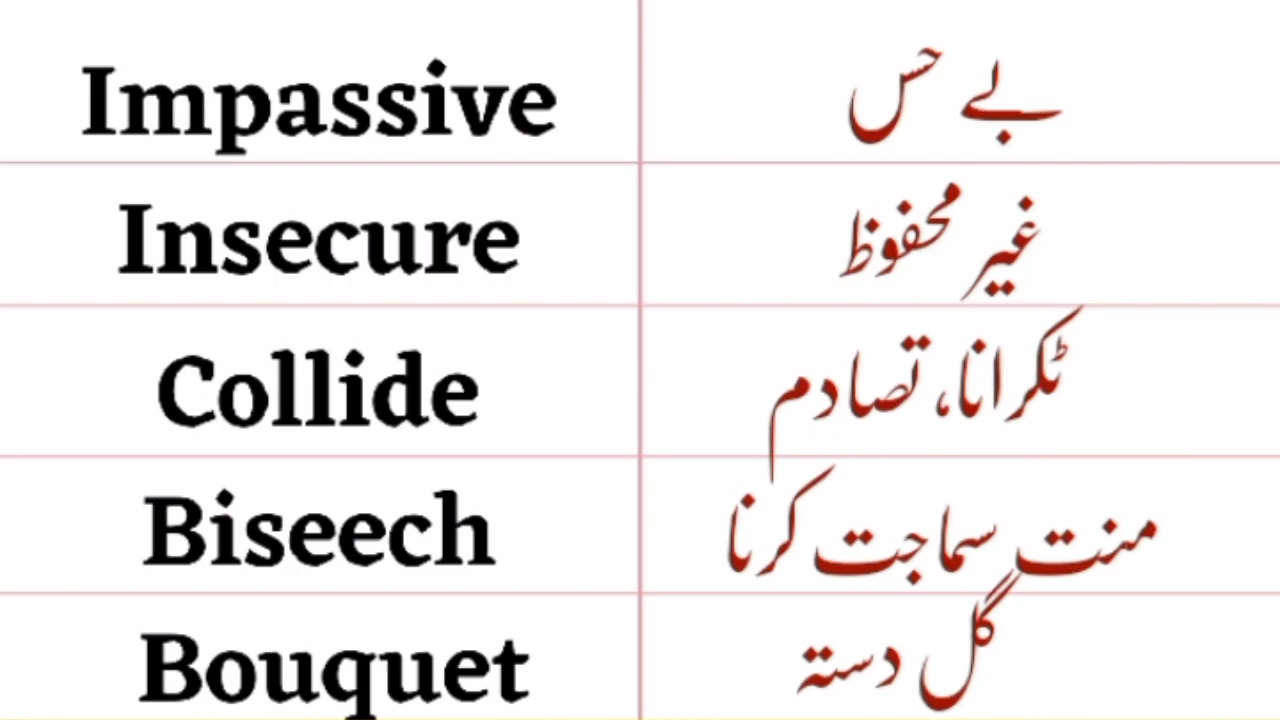 Impassive بے حس
Insecure غیر محفوظ
Collide ٹکرانا، تصادم
Biseech منت سماجت کرنا
Bouquet گل دستہ